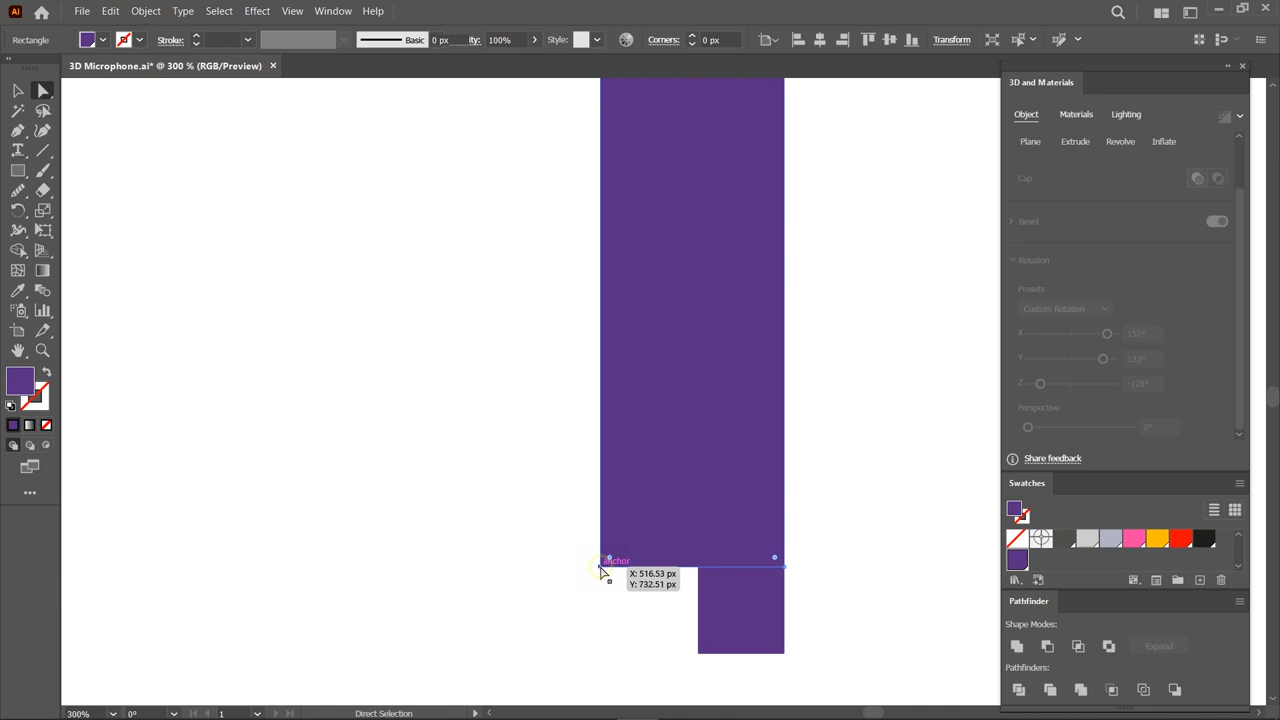 Ai File Edit Object Type Select Effect View Window Help
Rectangle Stroke: Basic 0 px ity: 100% Style: Corners: 0 px Transform
3D Microphone.ai* @ 300 % (RGB/Preview)
3D and Materials
Object Materials Lighting
Plane Extrude Revolve Inflate
Cap
Bevel
Rotation
Presets
Custom Rotation
X 152°
Y 133°
Z -128°
Perspective
0°
Share feedback
Swatches
anchor
X: 516.53 px
Y: 732.51 px
Pathfinder
Shape Modes:
Expand
Pathfinders:
300% 0° 1 Direct Selection